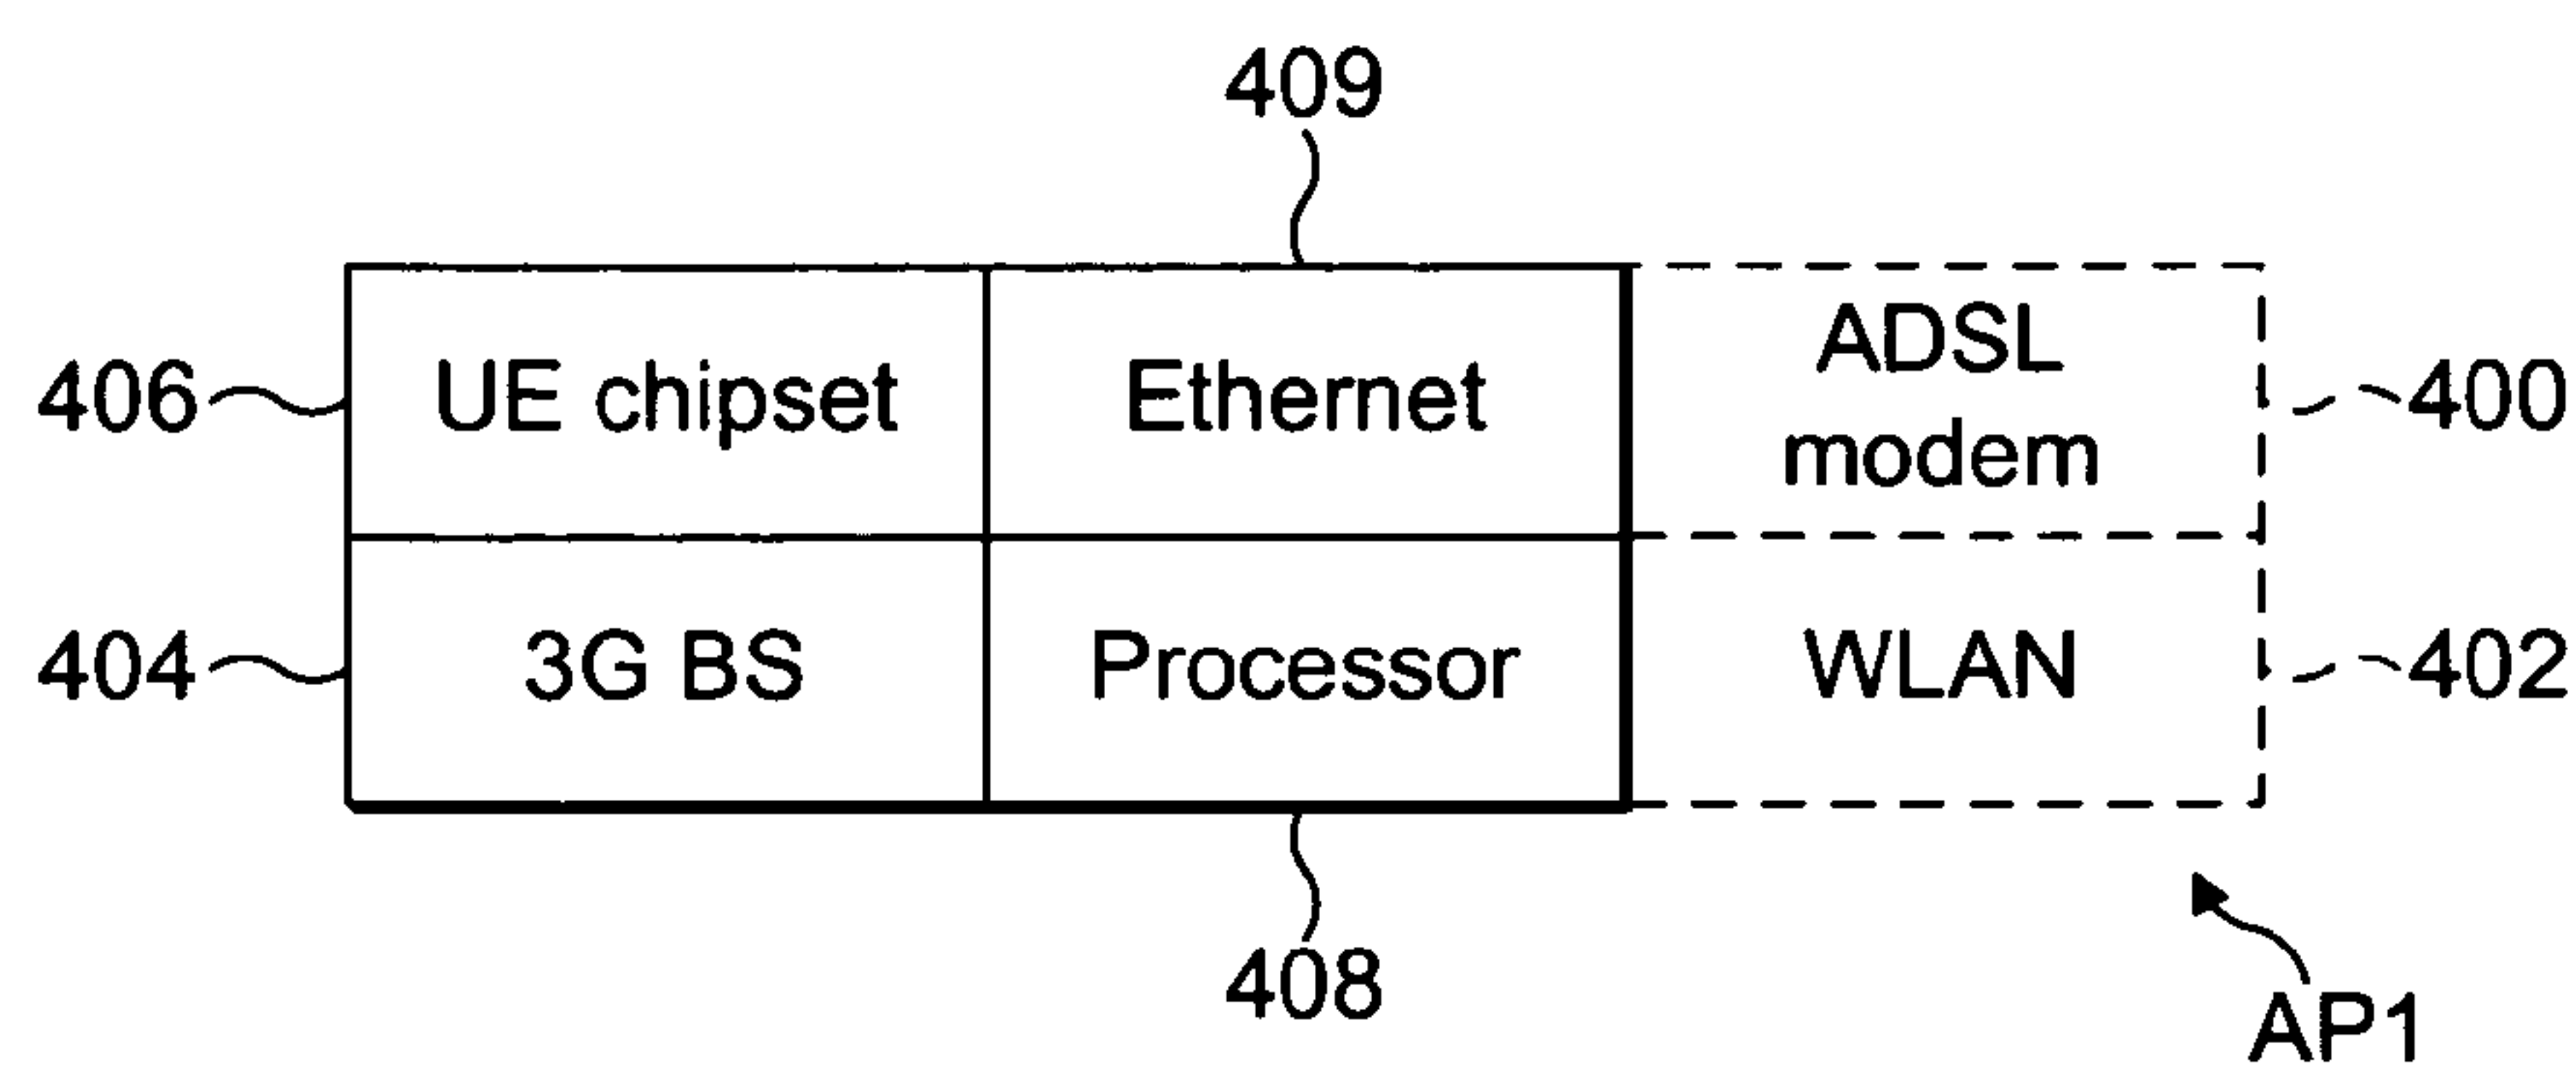 409
406
UE chipset
Ethernet
ADSL
modem
400
404
3G BS
Processor
WLAN
402
408
AP1